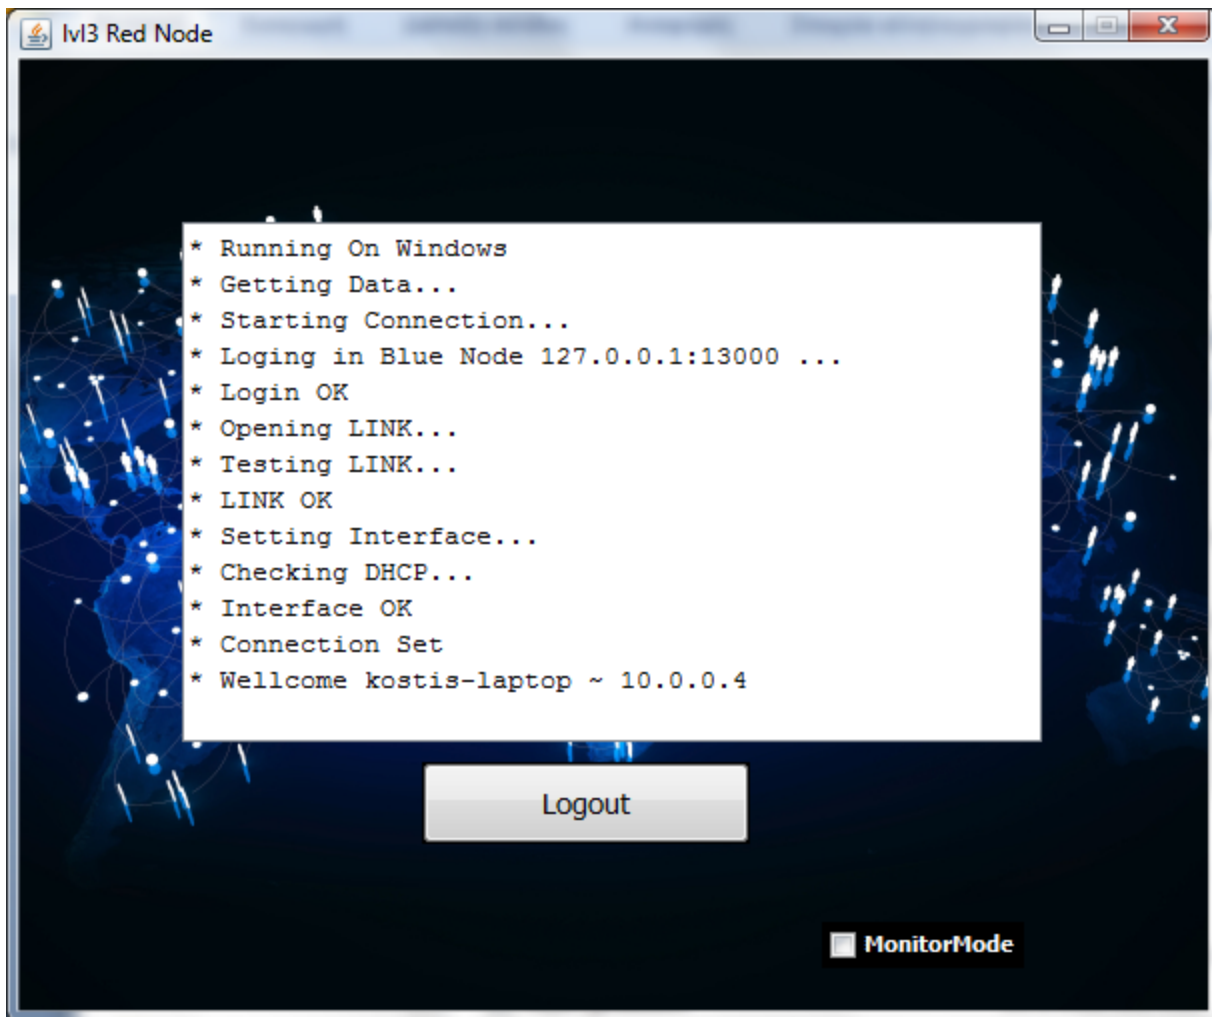 lvl3 Red Node
* Running On Windows
* Getting Data...
* Starting Connection...
* Loging in Blue Node 127.0.0.1:13000 ...
* Login OK
* Opening LINK...
* Testing LINK...
* LINK OK
* Setting Interface...
* Checking DHCP...
* Interface OK
* Connection Set
* Wellcome kostis-laptop ~ 10.0.0.4
Logout
MonitorMode